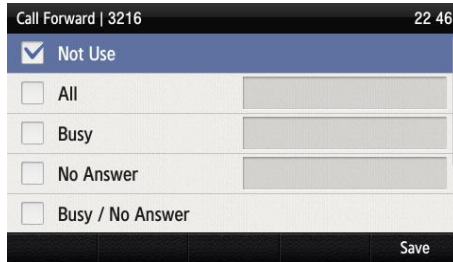 Call Forward | 3216 22 46
Not Use
All
Busy
No Answer
Busy / No Answer
Save